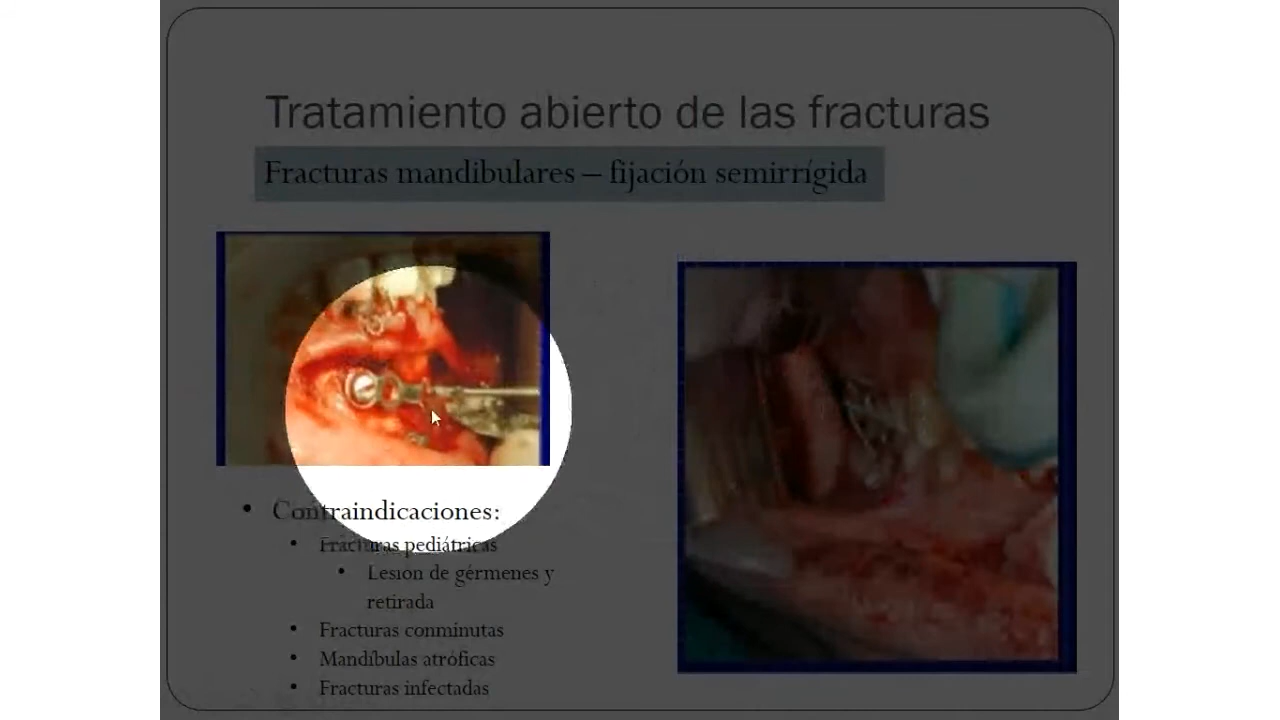 Tratamiento abierto de las fracturas
Fracturas mandibulares – fijación semirrígida
• Contraindicaciones:
• Fracturas pediátricas
• Lesión de gérmenes y
retirada
• Fracturas conminutas
• Mandíbulas atróficas
• Fracturas infectadas